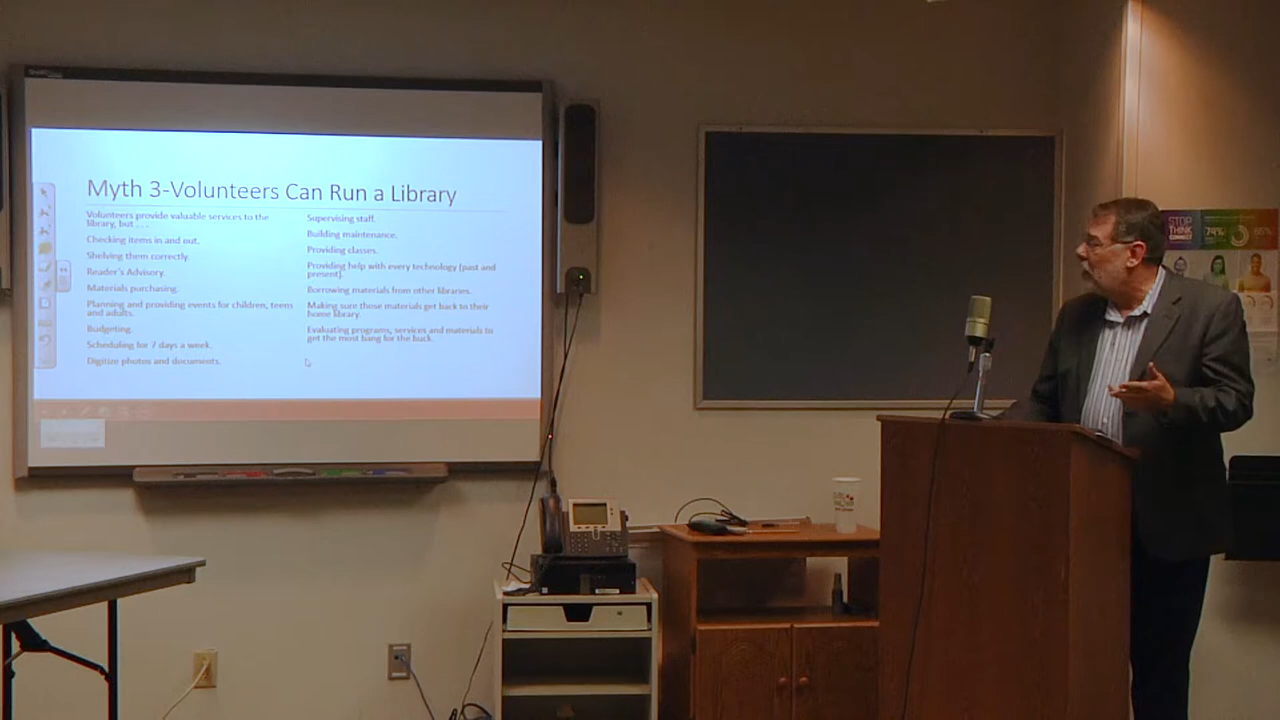 Myth 3-Volunteers Can Run a Library
Volunteers provide valuable services to the
library, but . . .
Checking items in and out.
Shelving them correctly.
Reader's Advisory.
Materials purchasing.
Planning and providing events for children, teens
and adults.
Budgeting.
Scheduling for 7 days a week.
Digitize photos and documents.
Supervising staff.
Building maintenance.
Providing classes.
Providing help with every technology (past and
present).
Borrowing materials from other libraries.
Making sure those materials get back to their
home library.
Evaluating programs, services and materials to
get the most bang for the buck.
STOP
THINK
CONNECT
74%